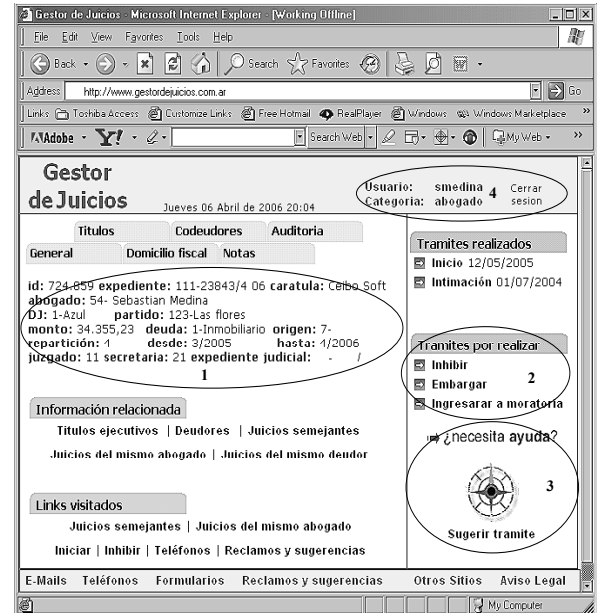 Gestor de Juicios - Microsoft Internet Explorer - [Working Offline]
File Edit View Favorites Tools Help
Back Search Favorites
Address http://www.gestordejuicios.com.ar Go
Links Toshiba Access Customize Links Free Hotmail RealPlayer Windows Windows Marketplace »
Adobe Y! Search Web My Web »
Gestor
de Juicios
Jueves 06 Abril de 2006 20:04
Usuario: smedina 4 Cerrar
Categoria: abogado sesion
Titulos Codeudores Auditoria
General Domicilio fiscal Notas
id: 724.859 expediente: 111-23843/4 06 caratula: Ceibo Soft
abogado: 54- Sebastian Medina
DJ: 1-Azul partido: 123-Las flores
monto: 34.355,23 deuda: 1-Inmobiliario origen: 7-
repartición: 1 desde: 3/2005 hasta: 1/2006
juzgado: 11 secretaria: 21 expediente judicial: - /
1
Información relacionada
Titulos ejecutivos | Deudores | Juicios semejantes
Juicios del mismo abogado | Juicios del mismo deudor
Links visitados
Juicios semejantes | Juicios del mismo abogado
Iniciar | Inhibir | Teléfonos | Reclamos y sugerencias
Tramites realizados
Inicio 12/05/2005
Intimación 01/07/2004
Tramites por realizar
Inhibir
Embargar 2
Ingresarar a moratoria
¿necesita ayuda?
3
Sugerir tramite
E-Mails Teléfonos Formularios Reclamos y sugerencias Otros Sitios Aviso Legal
My Computer